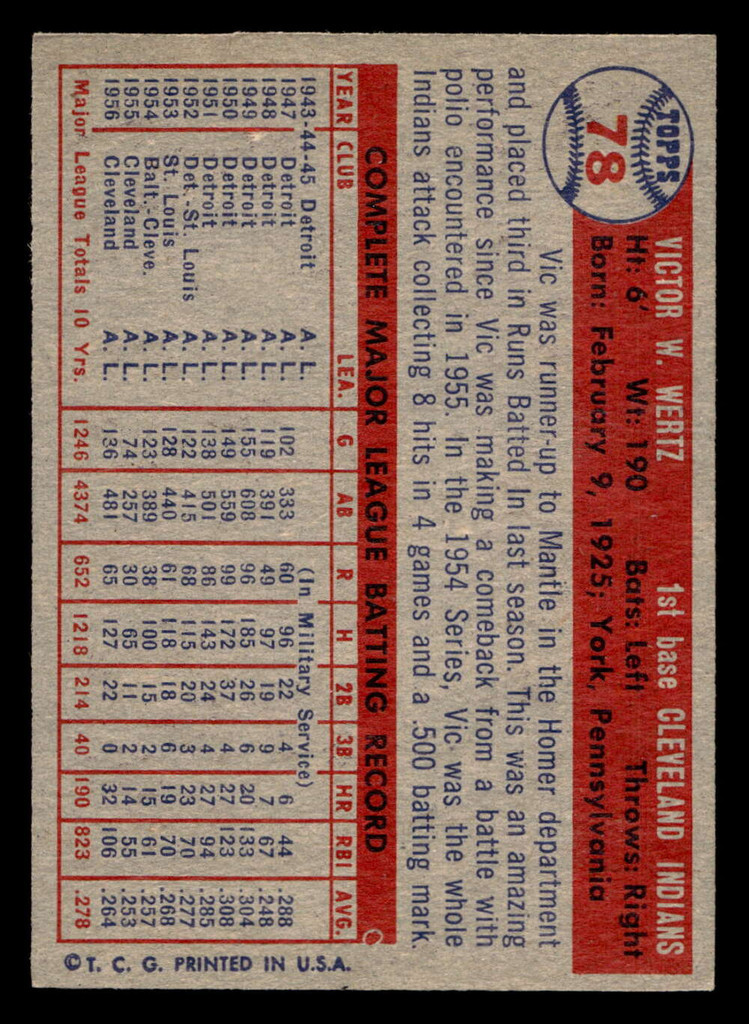 TOPPS
78
VICTOR W. WERTZ 1st base CLEVELAND INDIANS
Ht: 6' Wt: 190 Bats: Left Throws: Right
Born: February 9, 1925; York, Pennsylvania
Vic was runner-up to Mantle in the Homer department
and placed third in Runs Batted In last season. This was an amazing
performance since Vic was making a comeback from a battle with
polio encountered in 1955. In the 1954 Series, Vic was the whole
Indians attack collecting 8 hits in 4 games and a .500 batting mark.
COMPLETE MAJOR LEAGUE BATTING RECORD
YEAR CLUB LEA. G AB R H 2B 3B HR RBI AVG.
1943-44-45 Detroit A. L. (In Military Service)
1947 Detroit A. L. 102 333 60 96 22 4 6 44 .288
1948 Detroit A. L. 119 391 49 97 19 9 7 67 .248
1949 Detroit A. L. 155 608 96 185 26 6 20 133 .304
1950 Detroit A. L. 149 559 99 172 37 4 27 123 .308
1951 Detroit A. L. 138 501 86 143 24 4 27 94 .285
1952 Det.-St. Louis A. L. 122 415 68 115 20 3 23 70 .277
1953 St. Louis A. L. 128 440 61 118 18 6 19 70 .268
1954 Balt.-Cleve. A. L. 123 389 38 100 15 2 15 61 .257
1955 Cleveland A. L. 74 257 30 65 11 2 14 55 .253
1956 Cleveland A. L. 136 481 65 127 22 0 32 106 .264
Major League Totals 10 Yrs. 1246 4374 652 1218 214 40 190 823 .278
© T. C. G. PRINTED IN U.S.A.